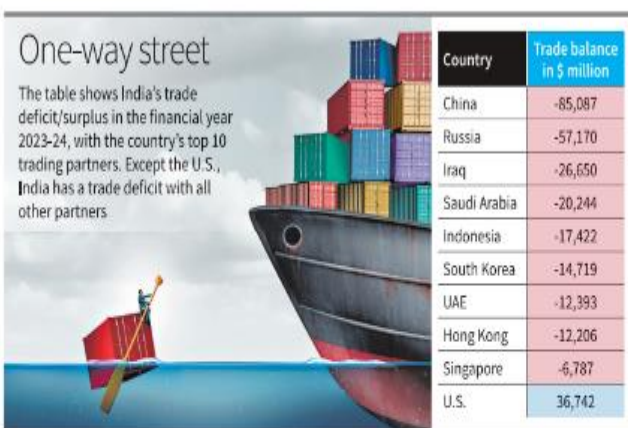 One-way street
The table shows India's trade
deficit/surplus in the financial year
2023-24, with the country's top 10
trading partners. Except the U.S.,
India has a trade deficit with all
other partners
Country Trade balance
in $ million
China -85,087
Russia -57,170
Iraq -26,650
Saudi Arabia -20,244
Indonesia -17,422
South Korea -14,719
UAE -12,393
Hong Kong -12,206
Singapore -6,787
U.S. 36,742